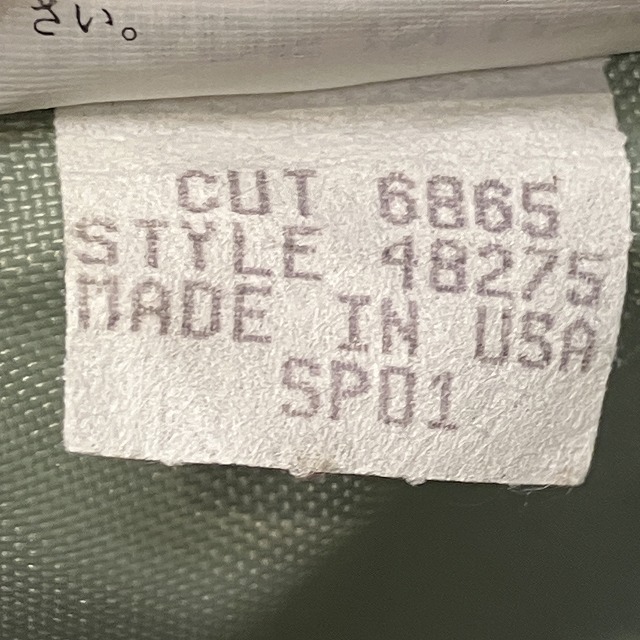 さい。
CUT 6865
STYLE 48275
MADE IN USA
SP01